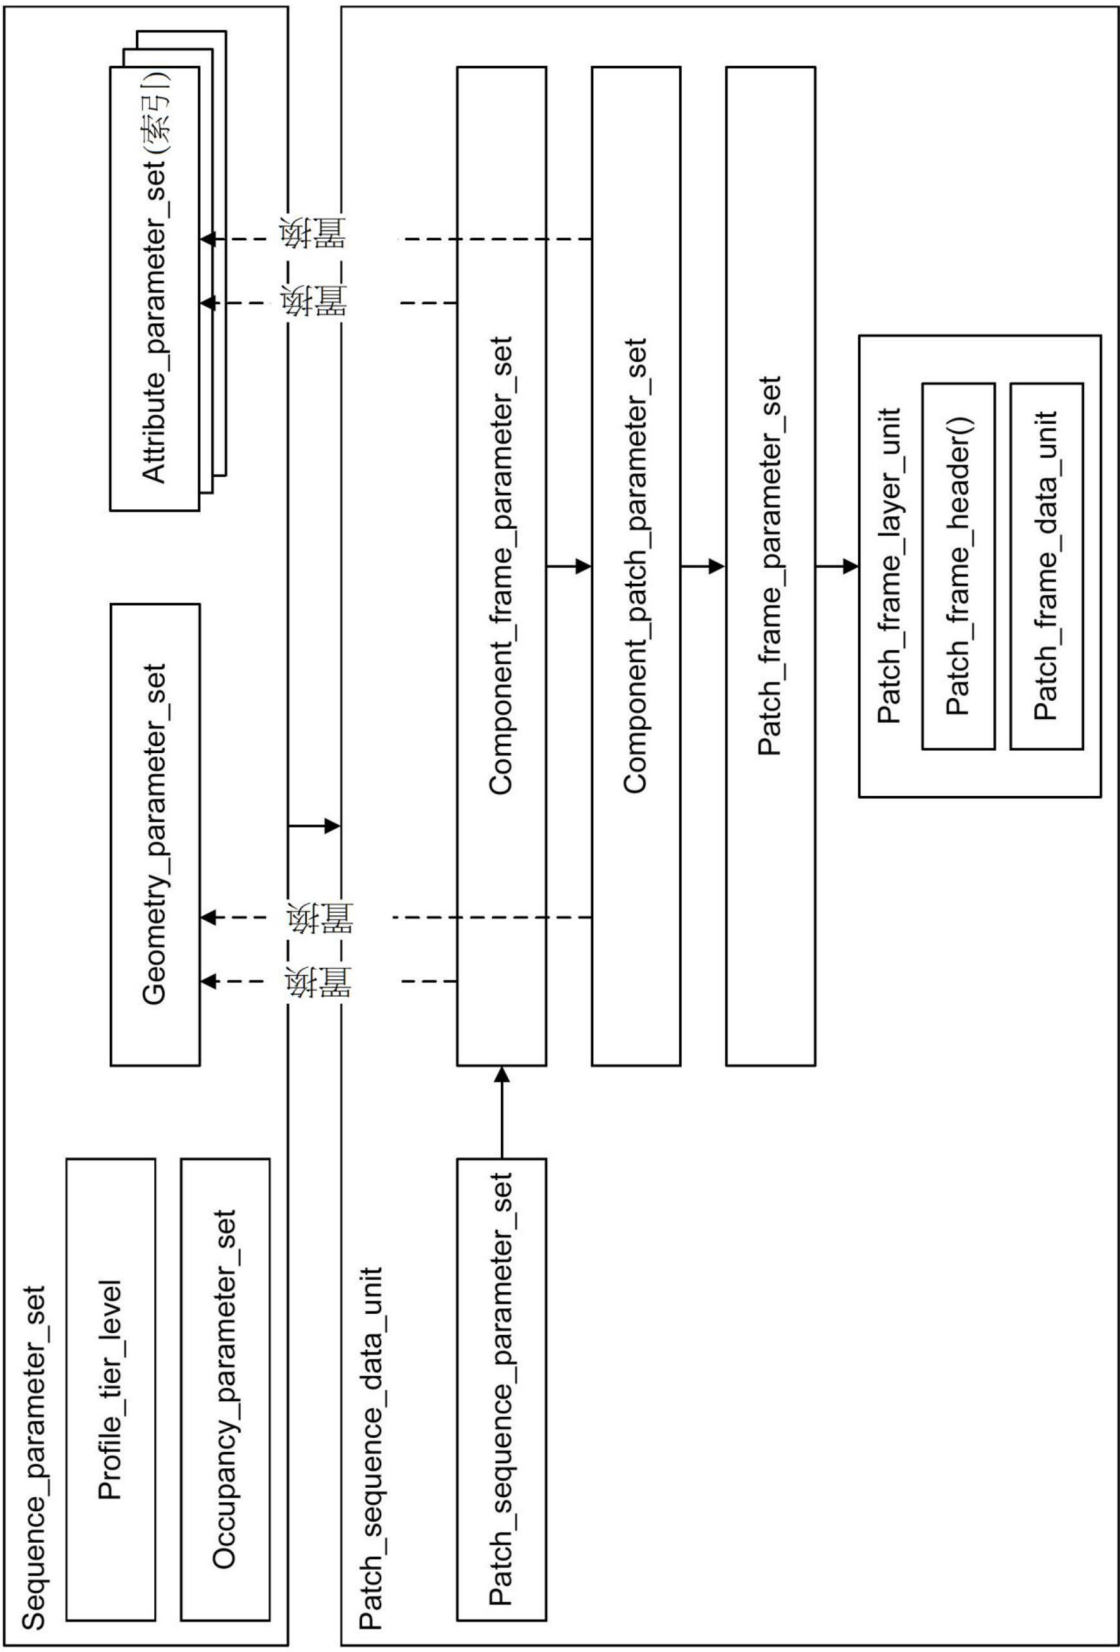 Sequence_parameter_set
Profile_tier_level
Occupancy_parameter_set
Geometry_parameter_set
Attribute_parameter_set(索引)
置换
置换
置换
置换
Patch_sequence_data_unit
Patch_sequence_parameter_set
Component_frame_parameter_set
Component_patch_parameter_set
Patch_frame_parameter_set
Patch_frame_layer_unit
Patch_frame_header()
Patch_frame_data_unit